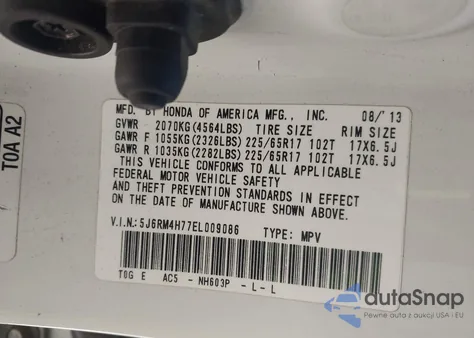 MFD. BY HONDA OF AMERICA MFG., INC. 08/'13
GVWR 2070KG(4564LBS) TIRE SIZE RIM SIZE
GAWR F 1055KG(2326LBS) 225/65R17 102T 17X6.5J
GAWR R 1035KG(2282LBS) 225/65R17 102T 17X6.5J
THIS VEHICLE CONFORMS TO ALL APPLICABLE
FEDERAL MOTOR VEHICLE SAFETY
AND THEFT PREVENTION STANDARDS IN EFFECT
ON THE DATE OF MANUFACTURE SHOWN ABOVE.
V.I.N.: 5J6RM4H77EL009086 TYPE: MPV
T0G E AC5 - NH603P - L - L
T0A A2
autaSnap
Pewne auta z aukcji USA i EU